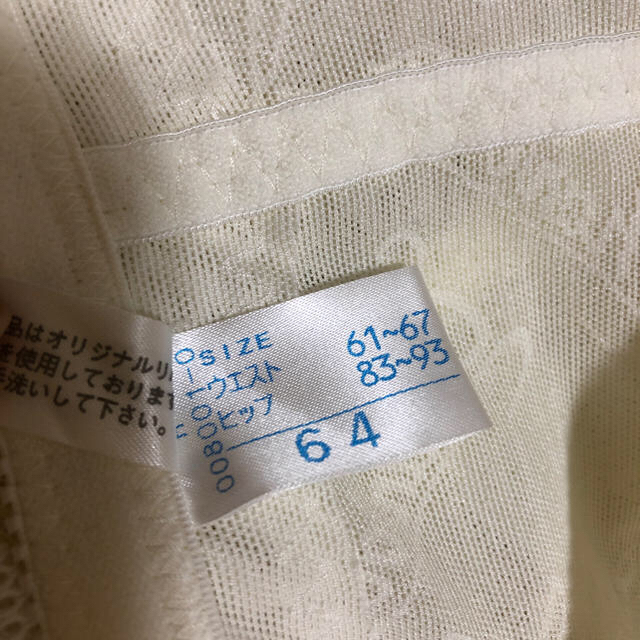 品はオリジナルリ
を使用しております
手洗いして下さい。
SIZE
ウエスト 61~67
ヒップ 83~93
64